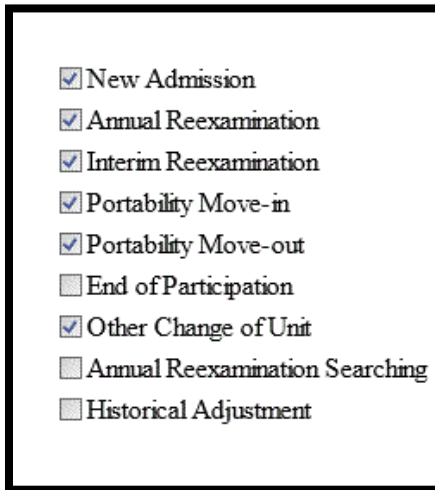 New Admission
Annual Reexamination
Interim Reexamination
Portability Move-in
Portability Move-out
End of Participation
Other Change of Unit
Annual Reexamination Searching
Historical Adjustment